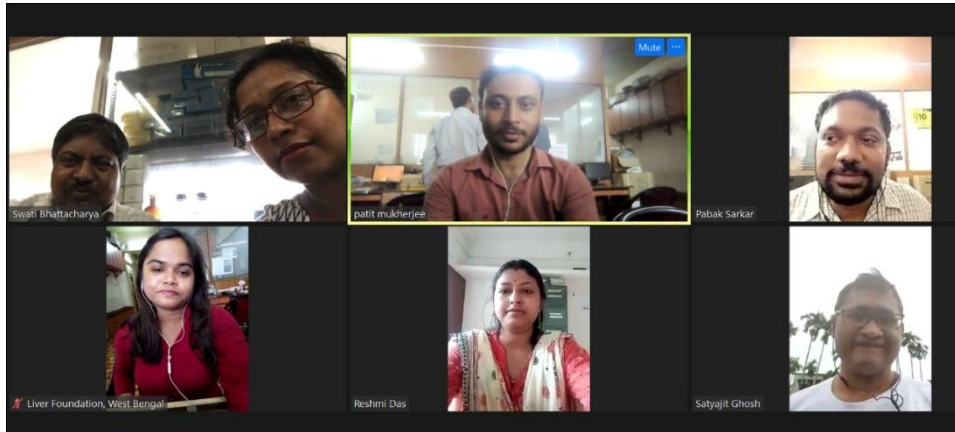 Mute ...
Swati Bhattacharya
patit mukherjee
Pabak Sarkar
Liver Foundation, West Bengal
Reshmi Das
Satyajit Ghosh